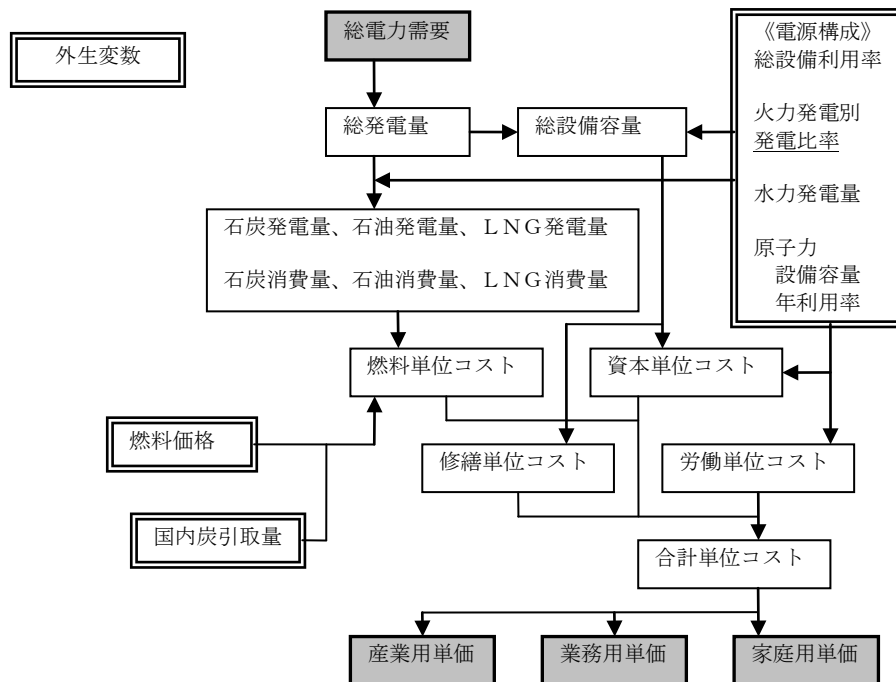 総電力需要
外生変数
《電源構成》
総設備利用率
火力発電別
発電比率
水力発電量
原子力
設備容量
年利用率
総発電量
総設備容量
石炭発電量、石油発電量、ＬＮＧ発電量
石炭消費量、石油消費量、ＬＮＧ消費量
燃料単位コスト
資本単位コスト
燃料価格
修繕単位コスト
労働単位コスト
国内炭引取量
合計単位コスト
産業用単価
業務用単価
家庭用単価